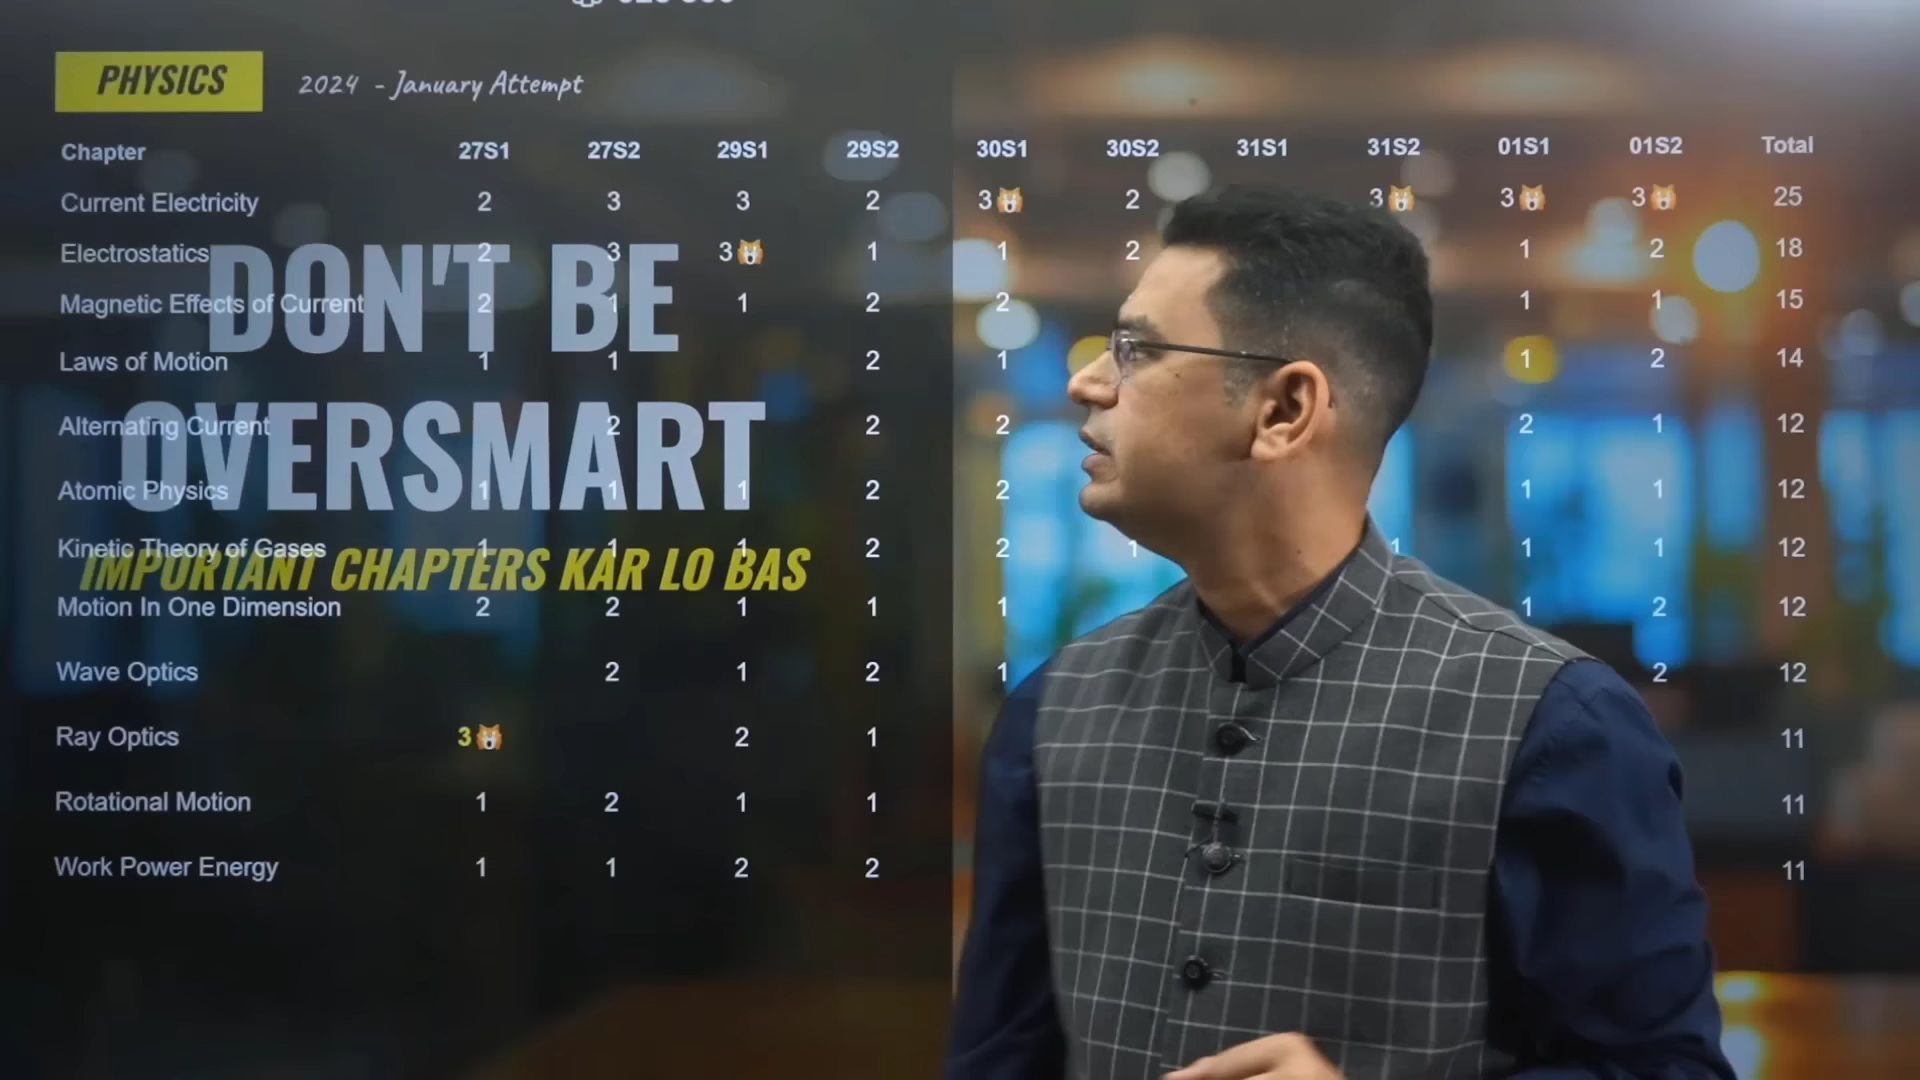 PHYSICS 2024 - January Attempt
Chapter 27S1 27S2 29S1 29S2 30S1 30S2 31S1 31S2 01S1 01S2 Total
Current Electricity 2 3 3 2 3🙀 2 3🙀 3🙀 3🙀 25
Electrostatics 2 3 3🙀 1 1 2 1 2 18
Magnetic Effects of Current 2 1 1 2 2 1 1 15
Laws of Motion 1 1 2 1 1 2 14
Alternating Current 2 2 2 2 1 12
Atomic Physics 1 1 1 2 2 1 1 12
Kinetic Theory of Gases 1 1 1 2 2 1 1 1 1 12
Motion In One Dimension 2 2 1 1 1 1 2 12
Wave Optics 2 1 2 1 2 12
Ray Optics 3🙀 2 1 11
Rotational Motion 1 2 1 1 11
Work Power Energy 1 1 2 2 11
DON'T BE
OVERSMART
IMPORTANT CHAPTERS KAR LO BAS